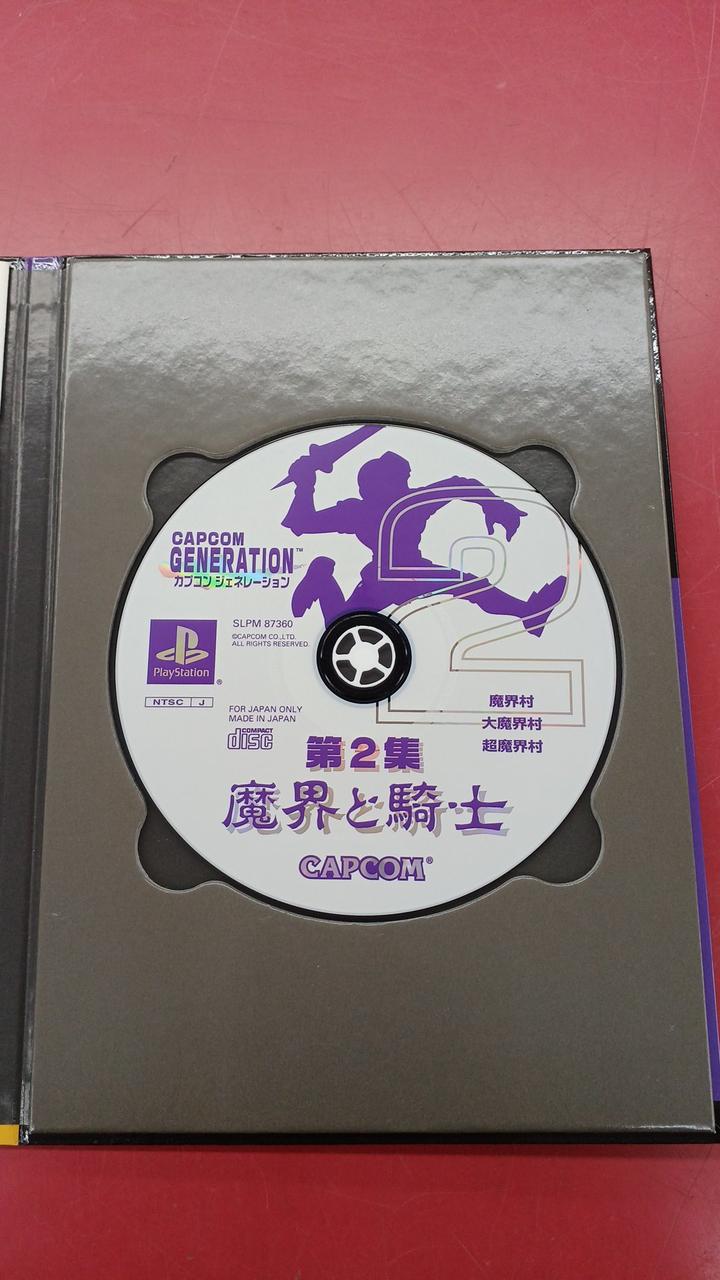 CAPCOM
GENERATION™
カプコン ジェネレーション
SLPM 87360
©CAPCOM CO.,LTD.
ALL RIGHTS RESERVED.
PlayStation®
NTSC J
FOR JAPAN ONLY
MADE IN JAPAN
COMPACT
disc
2
魔界村
大魔界村
超魔界村
第2集
魔界と騎士
CAPCOM®